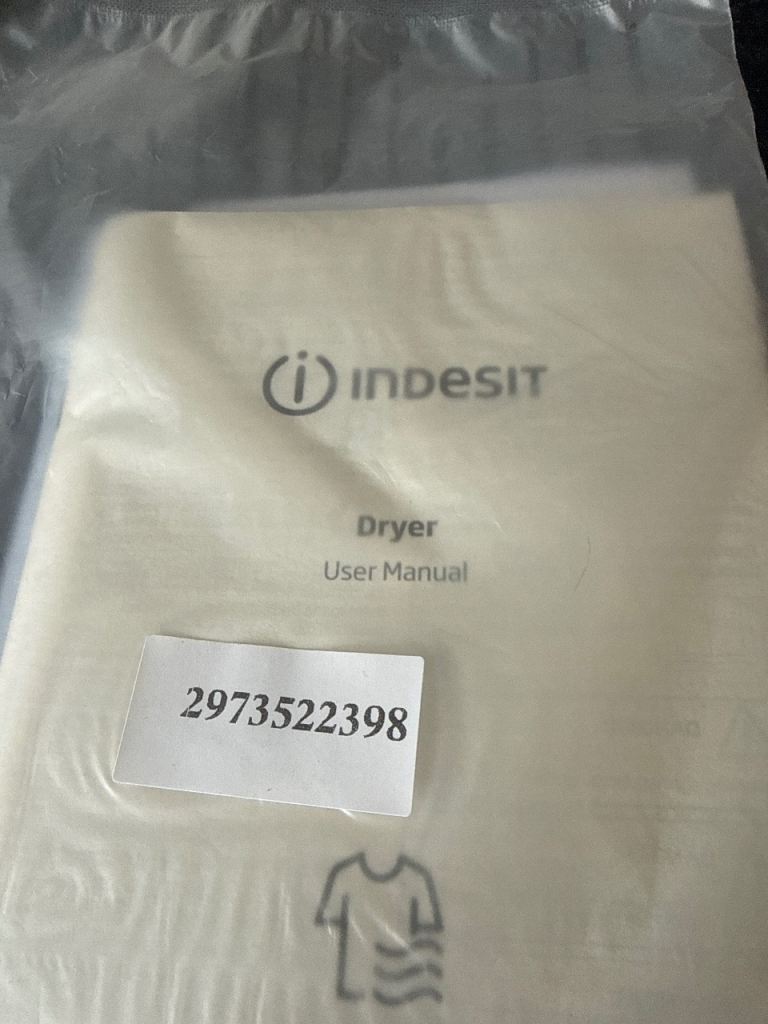 INDESIT
Dryer
User Manual
2973522398